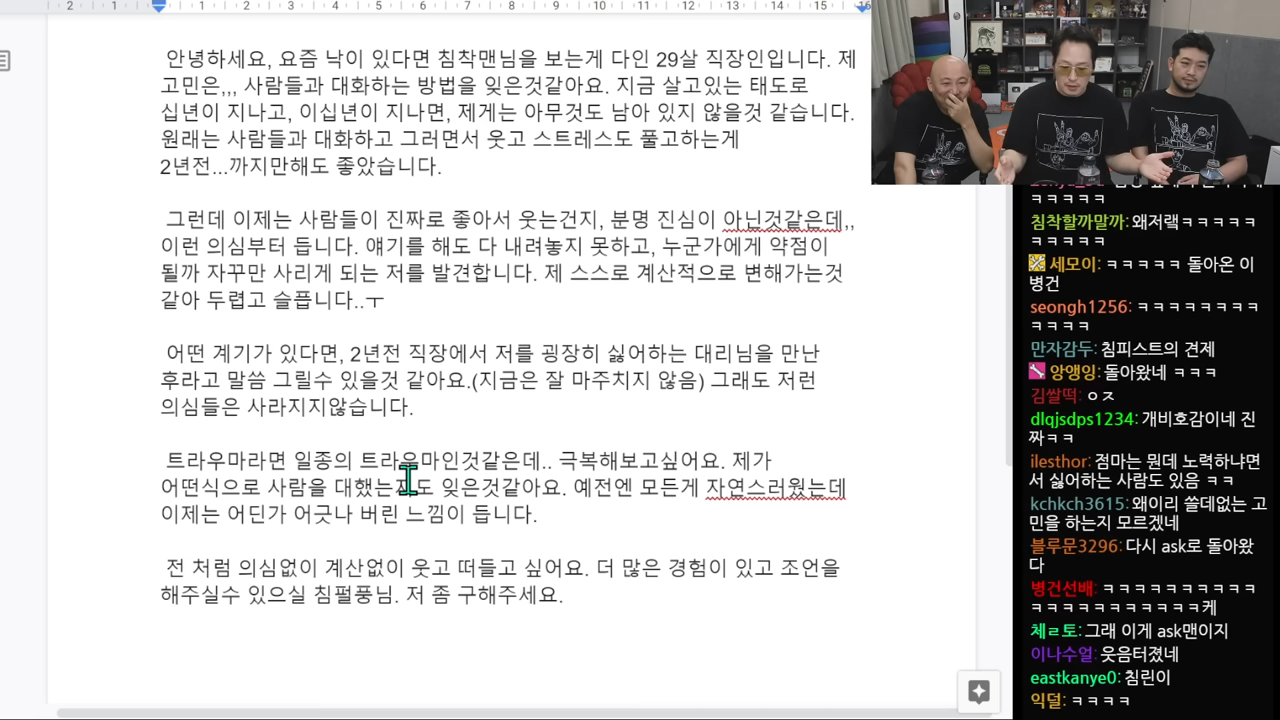 2 1 1 2 3 4 5 6 7 8 9 10 11 12 13 14 15 16
안녕하세요, 요즘 낙이 있다면 침착맨님을 보는게 다인 29살 직장인입니다. 제
고민은,,, 사람들과 대화하는 방법을 잊은것같아요. 지금 살고있는 태도로
십년이 지나고, 이십년이 지나면, 제게는 아무것도 남아 있지 않을것 같습니다.
원래는 사람들과 대화하고 그러면서 웃고 스트레스도 풀고하는게
2년전...까지만해도 좋았습니다.
그런데 이제는 사람들이 진짜로 좋아서 웃는건지, 분명 진심이 아닌것같은데,,
이런 의심부터 듭니다. 얘기를 해도 다 내려놓지 못하고, 누군가에게 약점이
될까 자꾸만 사리게 되는 저를 발견합니다. 제 스스로 계산적으로 변해가는것
같아 두렵고 슬픕니다..ㅜ
어떤 계기가 있다면, 2년전 직장에서 저를 굉장히 싫어하는 대리님을 만난
후라고 말씀 그릴수 있을것 같아요.(지금은 잘 마주치지 않음) 그래도 저런
의심들은 사라지지않습니다.
트라우마라면 일종의 트라우마인것같은데.. 극복해보고싶어요. 제가
어떤식으로 사람을 대했는지도 잊은것같아요. 예전엔 모든게 자연스러웠는데
이제는 어딘가 어긋나 버린 느낌이 듭니다.
전 처럼 의심없이 계산없이 웃고 떠들고 싶어요. 더 많은 경험이 있고 조언을
해주실수 있으실 침펄풍님. 저 좀 구해주세요.
ㅋㅋㅋㅋㅋ
침착할까말까: 왜저랰ㅋㅋㅋㅋㅋ
ㅋㅋㅋㅋㅋ
세모이: ㅋㅋㅋㅋㅋ 돌아온 이
병건
seongh1256: ㅋㅋㅋㅋㅋㅋㅋㅋ
ㅋㅋㅋㅋ
만자감두: 침피스트의 견제
앙앵잉: 돌아왔네 ㅋㅋㅋ
김쌀떡: ㅇㅈ
dlqjsdps1234: 개비호감이네 진
짜ㅋㅋ
ilesthor: 점마는 뭔데 노력하냐면
서 싫어하는 사람도 있음 ㅋㅋ
kchkch3615: 왜이리 쓸데없는 고
민을 하는지 모르겠네
블루문3296: 다시 ask로 돌아왔
다
병건선배: ㅋㅋㅋㅋㅋㅋㅋㅋㅋㅋ
ㅋㅋㅋㅋㅋㅋㅋㅋㅋㅋㅋ케
체ㄹ토: 그래 이게 ask맨이지
이나수얼: 웃음터졌네
eastkanye0: 침린이
익덜: ㅋㅋㅋㅋ